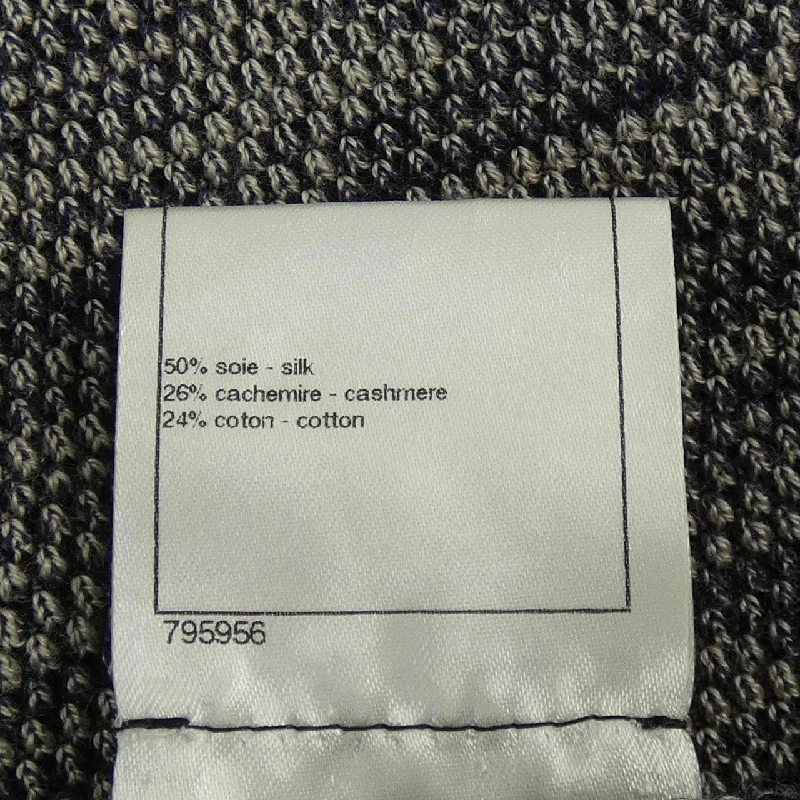 50% soie - silk
26% cachemire - cashmere
24% coton - cotton
795956